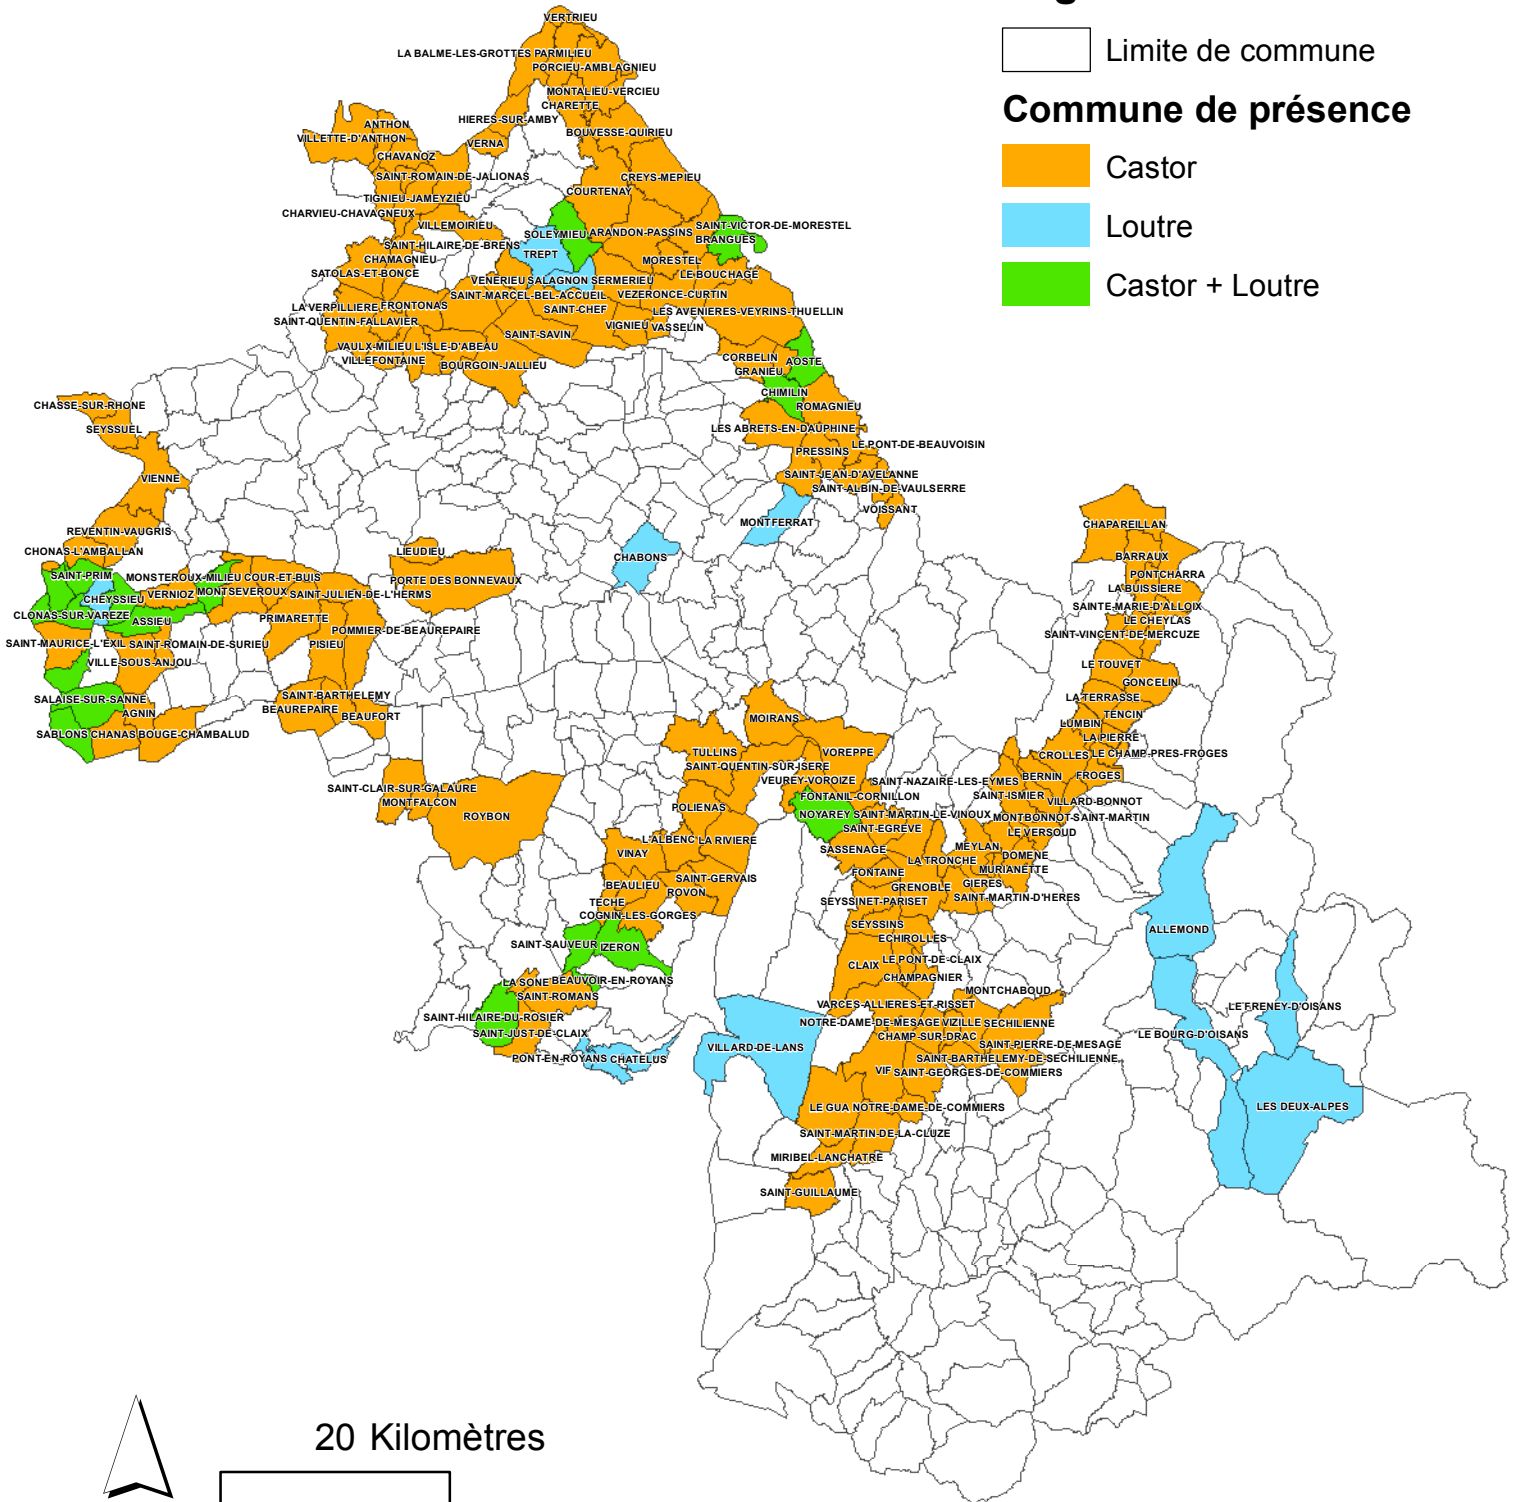 Limite de commune
Commune de présence
Castor
Loutre
Castor + Loutre
VERTRIEU
LA BALME-LES-GROTTES PARMILIEU
PORCIEU-AMBLAGNIEU
MONTALIEU-VERCIEU
CHARETTE
HIERES-SUR-AMBY
ANTHON
VILLETTE-D'ANTHON
BOUVESSE-QUIRIEU
VERNA
CHAVANOZ
SAINT-ROMAIN-DE-JALIONAS
CREYS-MEPIEU
COURTENAY
TIGNIEU-JAMEYZIEU
CHARVIEU-CHAVAGNEUX
VILLEMOIRIEU
SAINT-VICTOR-DE-MORESTEL
SOLEYMIEU ARANDON-PASSINS
BRANGUES
SAINT-HILAIRE-DE-BRENS
TREPT
CHAMAGNIEU
MORESTEL
SATOLAS-ET-BONCE
LE BOUCHAGE
VENERIEU SALAGNON SERMERIEU
SAINT-MARCEL-BEL-ACCUEIL VEZERONCE-CURTIN
LA VERPILLIERE FRONTONAS
SAINT-CHEF
LES AVENIERES-VEYRINS-THUELLIN
SAINT-QUENTIN-FALLAVIER
VIGNIEU VASSELIN
SAINT-SAVIN
VAULX-MILIEU L'ISLE-D'ABEAU
VILLEFONTAINE
BOURGOIN-JALLIEU
CORBELIN
AOSTE
GRANIEU
CHIMILIN
CHASSE-SUR-RHONE
ROMAGNIEU
SEYSSUEL
LES ABRETS-EN-DAUPHINE
LE PONT-DE-BEAUVOISIN
PRESSINS
VIENNE
SAINT-JEAN-D'AVELANNE
SAINT-ALBIN-DE-VAULSERRE
VOISSANT
MONTFERRAT
CHAPAREILLAN
REVENTIN-VAUGRIS
CHONAS-L'AMBALLAN
LIEUDIEU
CHABONS
BARRAUX
SAINT-PRIM
MONSTEROUX-MILIEU COUR-ET-BUIS
PORTE DES BONNEVAUX
PONTCHARRA
LA BUISSIERE
CHEYSSIEU VERNIOZ MONTSEVEROUX SAINT-JULIEN-DE-L'HERMS
SAINTE-MARIE-D'ALLOIX
CLONAS-SUR-VAREZE
ASSIEU
PRIMARETTE
LE CHEYLAS
POMMIER-DE-BEAUREPAIRE
SAINT-VINCENT-DE-MERCUZE
SAINT-MAURICE-L'EXIL SAINT-ROMAIN-DE-SURIEU
PISIEU
VILLE-SOUS-ANJOU
LE TOUVET
GONCELIN
SALAISE-SUR-SANNE
SAINT-BARTHELEMY
LA TERRASSE
BEAUREPAIRE
AGNIN
BEAUFORT
TENCIN
MOIRANS
LUMBIN
SABLONS CHANAS BOUGE-CHAMBALUD
LA PIERRE
TULLINS
VOREPPE
CROLLES LE CHAMP-PRES-FROGES
SAINT-QUENTIN-SUR-ISERE
BERNIN FROGES
VEUREY-VOROIZE
SAINT-NAZAIRE-LES-EYMES
SAINT-CLAIR-SUR-GALAURE
FONTANIL-CORNILLON
SAINT-ISMIER
MONTFALCON
VILLARD-BONNOT
POLIENAS
ROYBON
NOYAREY SAINT-MARTIN-LE-VINOUX MONTBONNOT-SAINT-MARTIN
SAINT-EGREVE
LE VERSOUD
L'ALBENC LA RIVIERE
SASSENAGE
MEYLAN
VINAY
DOMENE
LA TRONCHE
MURIANETTE
FONTAINE
SAINT-GERVAIS
BEAULIEU
GRENOBLE
GIERES
ROVON
SEYSSINET-PARISET
SAINT-MARTIN-D'HERES
TECHE
COGNIN-LES-GORGES
SEYSSINS
ALLEMOND
ECHIROLLES
SAINT-SAUVEUR IZERON
LE PONT-DE-CLAIX
CLAIX
CHAMPAGNIER
LA SONE BEAUVOIR-EN-ROYANS
MONTCHABOUD
SAINT-ROMANS
VARCES-ALLIERES-ET-RISSET
LE FRENEY-D'OISANS
SAINT-HILAIRE-DU-ROSIER
NOTRE-DAME-DE-MESAGE VIZILLE SECHILIENNE
SAINT-JUST-DE-CLAIX
CHAMP-SUR-DRAC
LE BOURG-D'OISANS
VILLARD-DE-LANS
SAINT-PIERRE-DE-MESAGE
PONT-EN-ROYANS CHATELUS
SAINT-BARTHELEMY-DE-SECHILIENNE
VIF SAINT-GEORGES-DE-COMMIERS
LE GUA NOTRE-DAME-DE-COMMIERS
LES DEUX-ALPES
SAINT-MARTIN-DE-LA-CLUZE
MIRIBEL-LANCHATRE
SAINT-GUILLAUME
20 Kilomètres